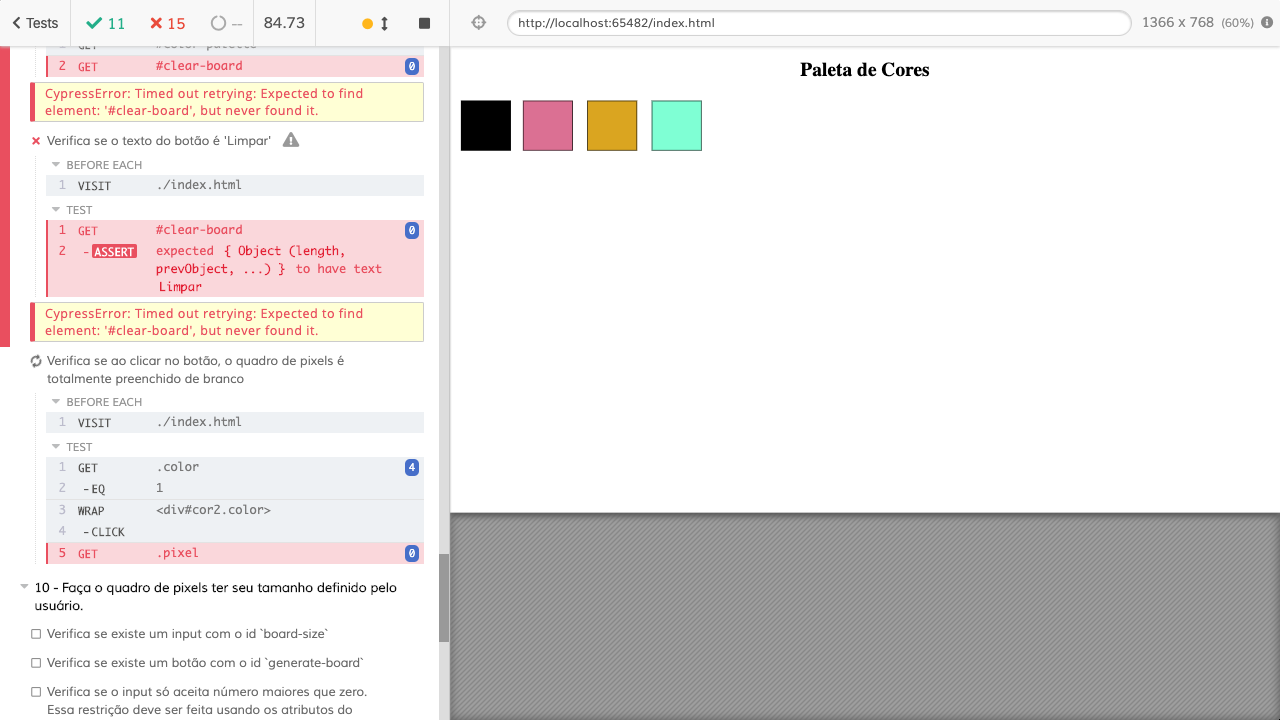 Tests 11 15 -- 84.73
http://localhost:65482/index.html 1366 x 768 (60%)
2 GET #clear-board 0
CypressError: Timed out retrying: Expected to find
element: '#clear-board', but never found it.
Verifica se o texto do botão é 'Limpar'
BEFORE EACH
1 VISIT ./index.html
TEST
1 GET #clear-board 0
2 -ASSERT expected { Object (length,
prevObject, ...) } to have text
Limpar
CypressError: Timed out retrying: Expected to find
element: '#clear-board', but never found it.
Verifica se ao clicar no botão, o quadro de pixels é
totalmente preenchido de branco
BEFORE EACH
1 VISIT ./index.html
TEST
1 GET .color 4
2 -EQ 1
3 WRAP <div#cor2.color>
4 -CLICK
5 GET .pixel 0
10 - Faça o quadro de pixels ter seu tamanho definido pelo
usuário.
Verifica se existe um input com o id `board-size`
Verifica se existe um botão com o id `generate-board`
Verifica se o input só aceita número maiores que zero.
Essa restrição deve ser feita usando os atributos do
Paleta de Cores